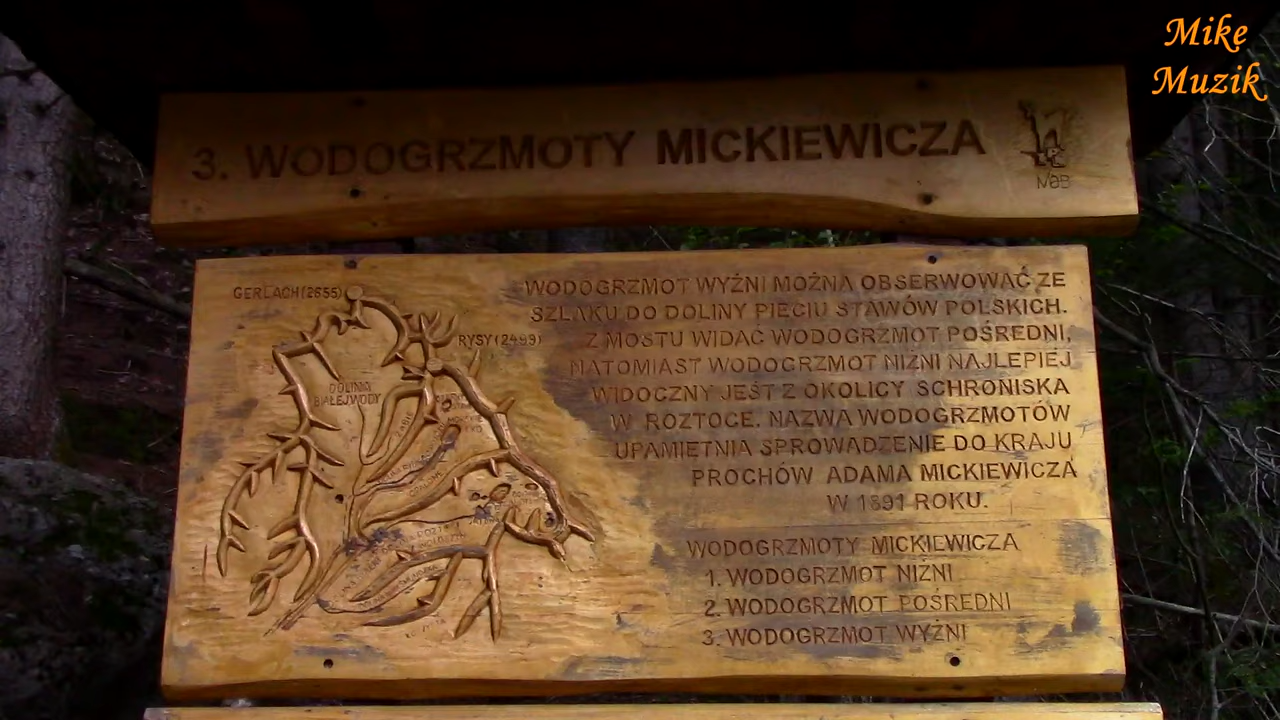 Mike
Muzik
3. WODOGRZMOTY MICKIEWICZA
GERLACH (2655)
RYSY (2499)
DOLINA
BIAŁEJ WODY
WODOGRZMOT WYŻNI MOŻNA OBSERWOWAĆ ZE
SZLAKU DO DOLINY PIĘCIU STAWÓW POLSKICH.
Z MOSTU WIDAĆ WODOGRZMOT POŚREDNI,
NATOMIAST WODOGRZMOT NIŻNI NAJLEPIEJ
WIDOCZNY JEST Z OKOLICY SCHRONISKA
W ROZTOCE. NAZWA WODOGRZMOTÓW
UPAMIĘTNIA SPROWADZENIE DO KRAJU
PROCHÓW ADAMA MICKIEWICZA
W 1891 ROKU.
WODOGRZMOTY MICKIEWICZA
1. WODOGRZMOT NIŻNI
2. WODOGRZMOT POŚREDNI
3. WODOGRZMOT WYŻNI